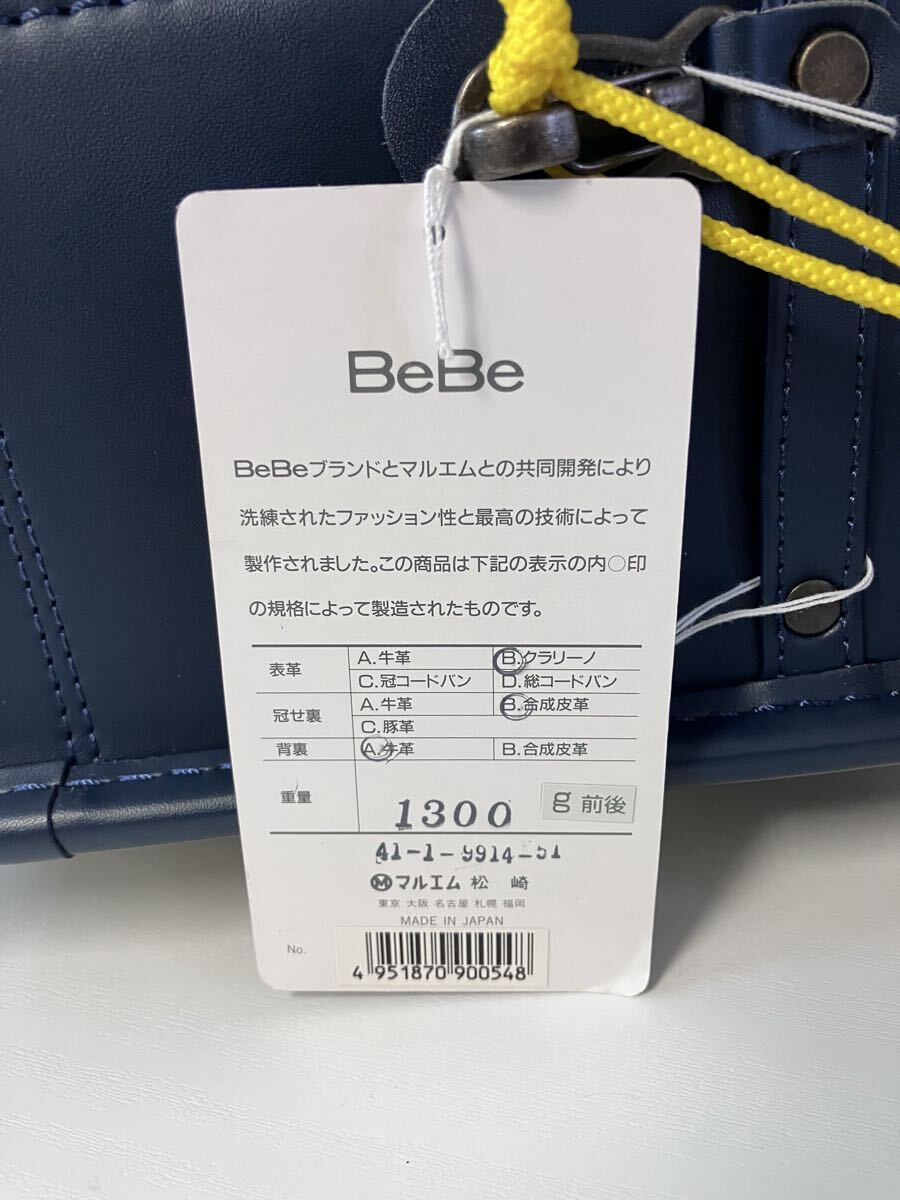 BeBe
BeBeブランドとマルエムとの共同開発により
洗練されたファッション性と最高の技術によって
製作されました。この商品は下記の表示の内○印
の規格によって製造されたものです。
表革 A.牛革 B.クラリーノ
C.冠コードバン D.総コードバン
冠せ裏 A.牛革 B.合成皮革
C.豚革
背裏 A.牛革 B.合成皮革
重量 1300 g 前後
41-1-9914-51
Ⓜマルエム 松崎
東京 大阪 名古屋 札幌 福岡
MADE IN JAPAN
No.
4 951870 900548